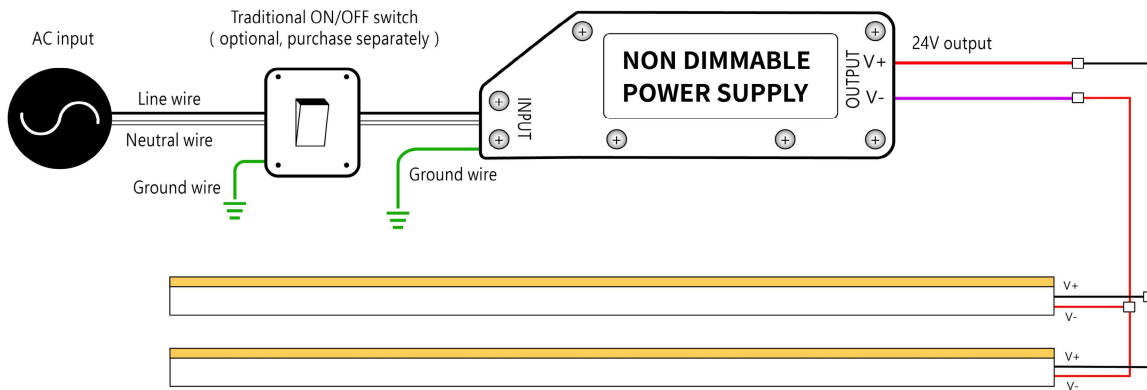 AC input
Traditional ON/OFF switch
( optional, purchase separately )
Line wire
Neutral wire
Ground wire
Ground wire
INPUT
NON DIMMABLE
POWER SUPPLY
OUTPUT
V+
V-
24V output
V+
V-
V+
V-